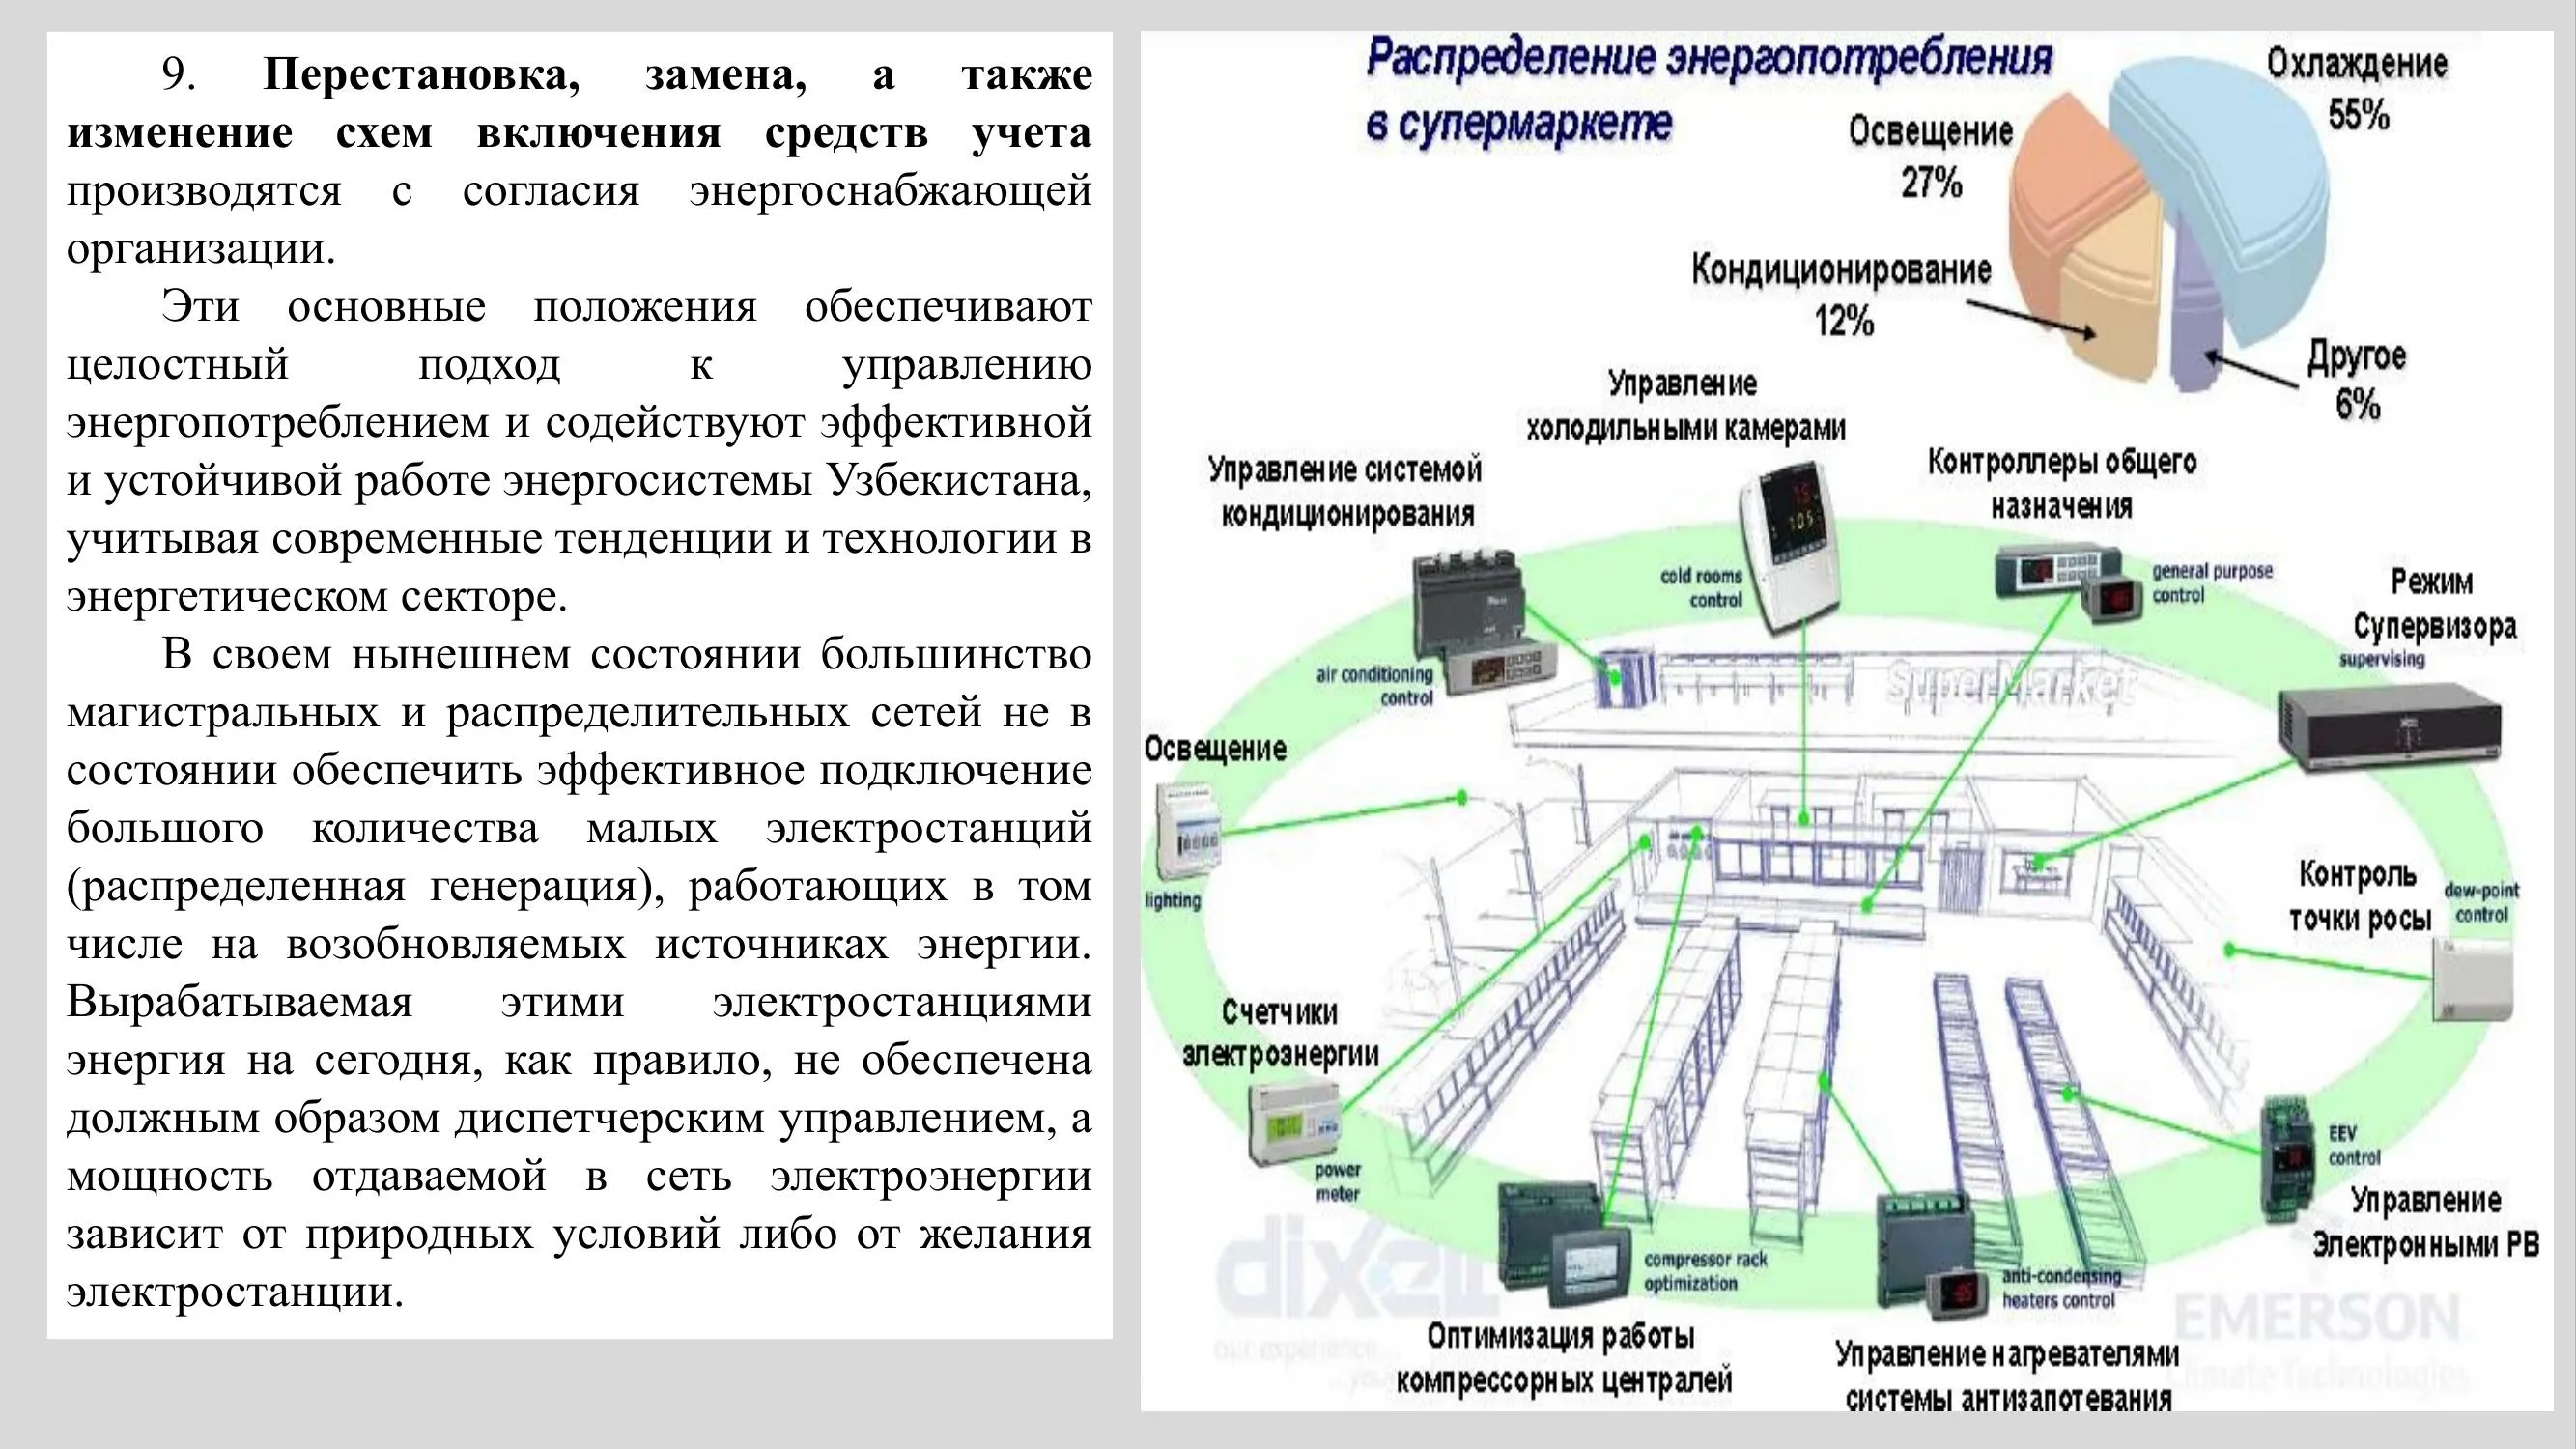 9. Перестановка, замена, а также
изменение схем включения средств учета
производятся с согласия энергоснабжающей
организации.
Эти основные положения обеспечивают
целостный подход к управлению
энергопотреблением и содействуют эффективной
и устойчивой работе энергосистемы Узбекистана,
учитывая современные тенденции и технологии в
энергетическом секторе.
В своем нынешнем состоянии большинство
магистральных и распределительных сетей не в
состоянии обеспечить эффективное подключение
большого количества малых электростанций
(распределенная генерация), работающих в том
числе на возобновляемых источниках энергии.
Вырабатываемая этими электростанциями
энергия на сегодня, как правило, не обеспечена
должным образом диспетчерским управлением, а
мощность отдаваемой в сеть электроэнергии
зависит от природных условий либо от желания
электростанции.
Распределение энергопотребления
в супермаркете
Охлаждение
55%
Освещение
27%
Кондиционирование
12%
Другое
6%
Управление
холодильными камерами
Управление системой
кондиционирования
Контроллеры общего
назначения
cold rooms
control
general purpose
control
Режим
Супервизора
supervising
air conditioning
control
SuperMarket
Освещение
lighting
Контроль
точки росы
dew-point
control
Счетчики
электроэнергии
power
meter
EEV
control
Управление
Электронными РВ
compressor rack
optimization
anti-condensing
heaters control
dixell
our experience...
EMERSON
Climate Technologies
Оптимизация работы
компрессорных централей
Управление нагревателями
системы антизапотевания